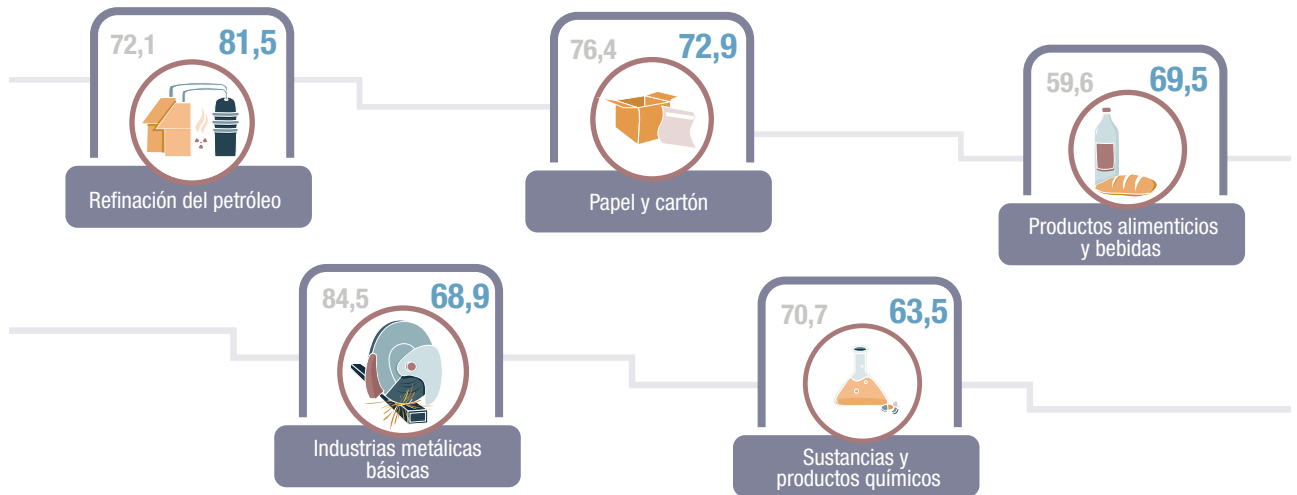 72,1 81,5
Refinación del petróleo
76,4 72,9
Papel y cartón
59,6 69,5
Productos alimenticios
y bebidas
84,5 68,9
Industrias metálicas
básicas
70,7 63,5
Sustancias y
productos químicos